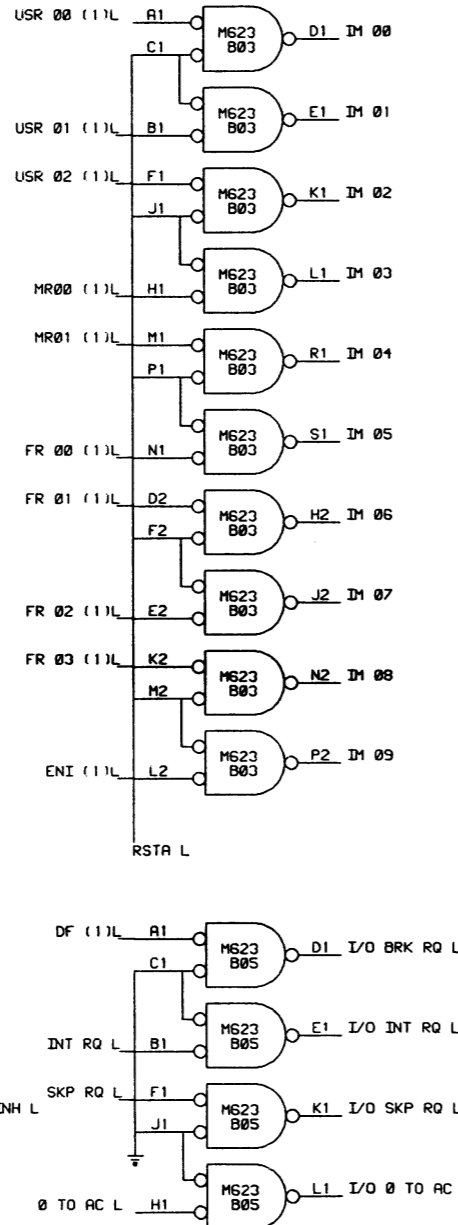 USR 00 (1)L A1 M623 B03 D1 IM 00
C1
M623 B03 E1 IM 01
USR 01 (1)L B1
USR 02 (1)L F1 M623 B03 K1 IM 02
J1
M623 B03 L1 IM 03
MR00 (1)L H1
MR01 (1)L M1 M623 B03 R1 IM 04
P1
M623 B03 S1 IM 05
FR 00 (1)L N1
FR 01 (1)L D2 M623 B03 H2 IM 06
F2
M623 B03 J2 IM 07
FR 02 (1)L E2
FR 03 (1)L K2 M623 B03 N2 IM 08
M2
M623 B03 P2 IM 09
ENI (1)L L2
RSTA L
DF (1)L A1 M623 B05 D1 I/O BRK RQ L
C1
M623 B05 E1 I/O INT RQ L
INT RQ L B1
SKP RQ L F1 M623 B05 K1 I/O SKP RQ L
NH L
J1
M623 B05 L1 I/O 0 TO AC
0 TO AC L H1